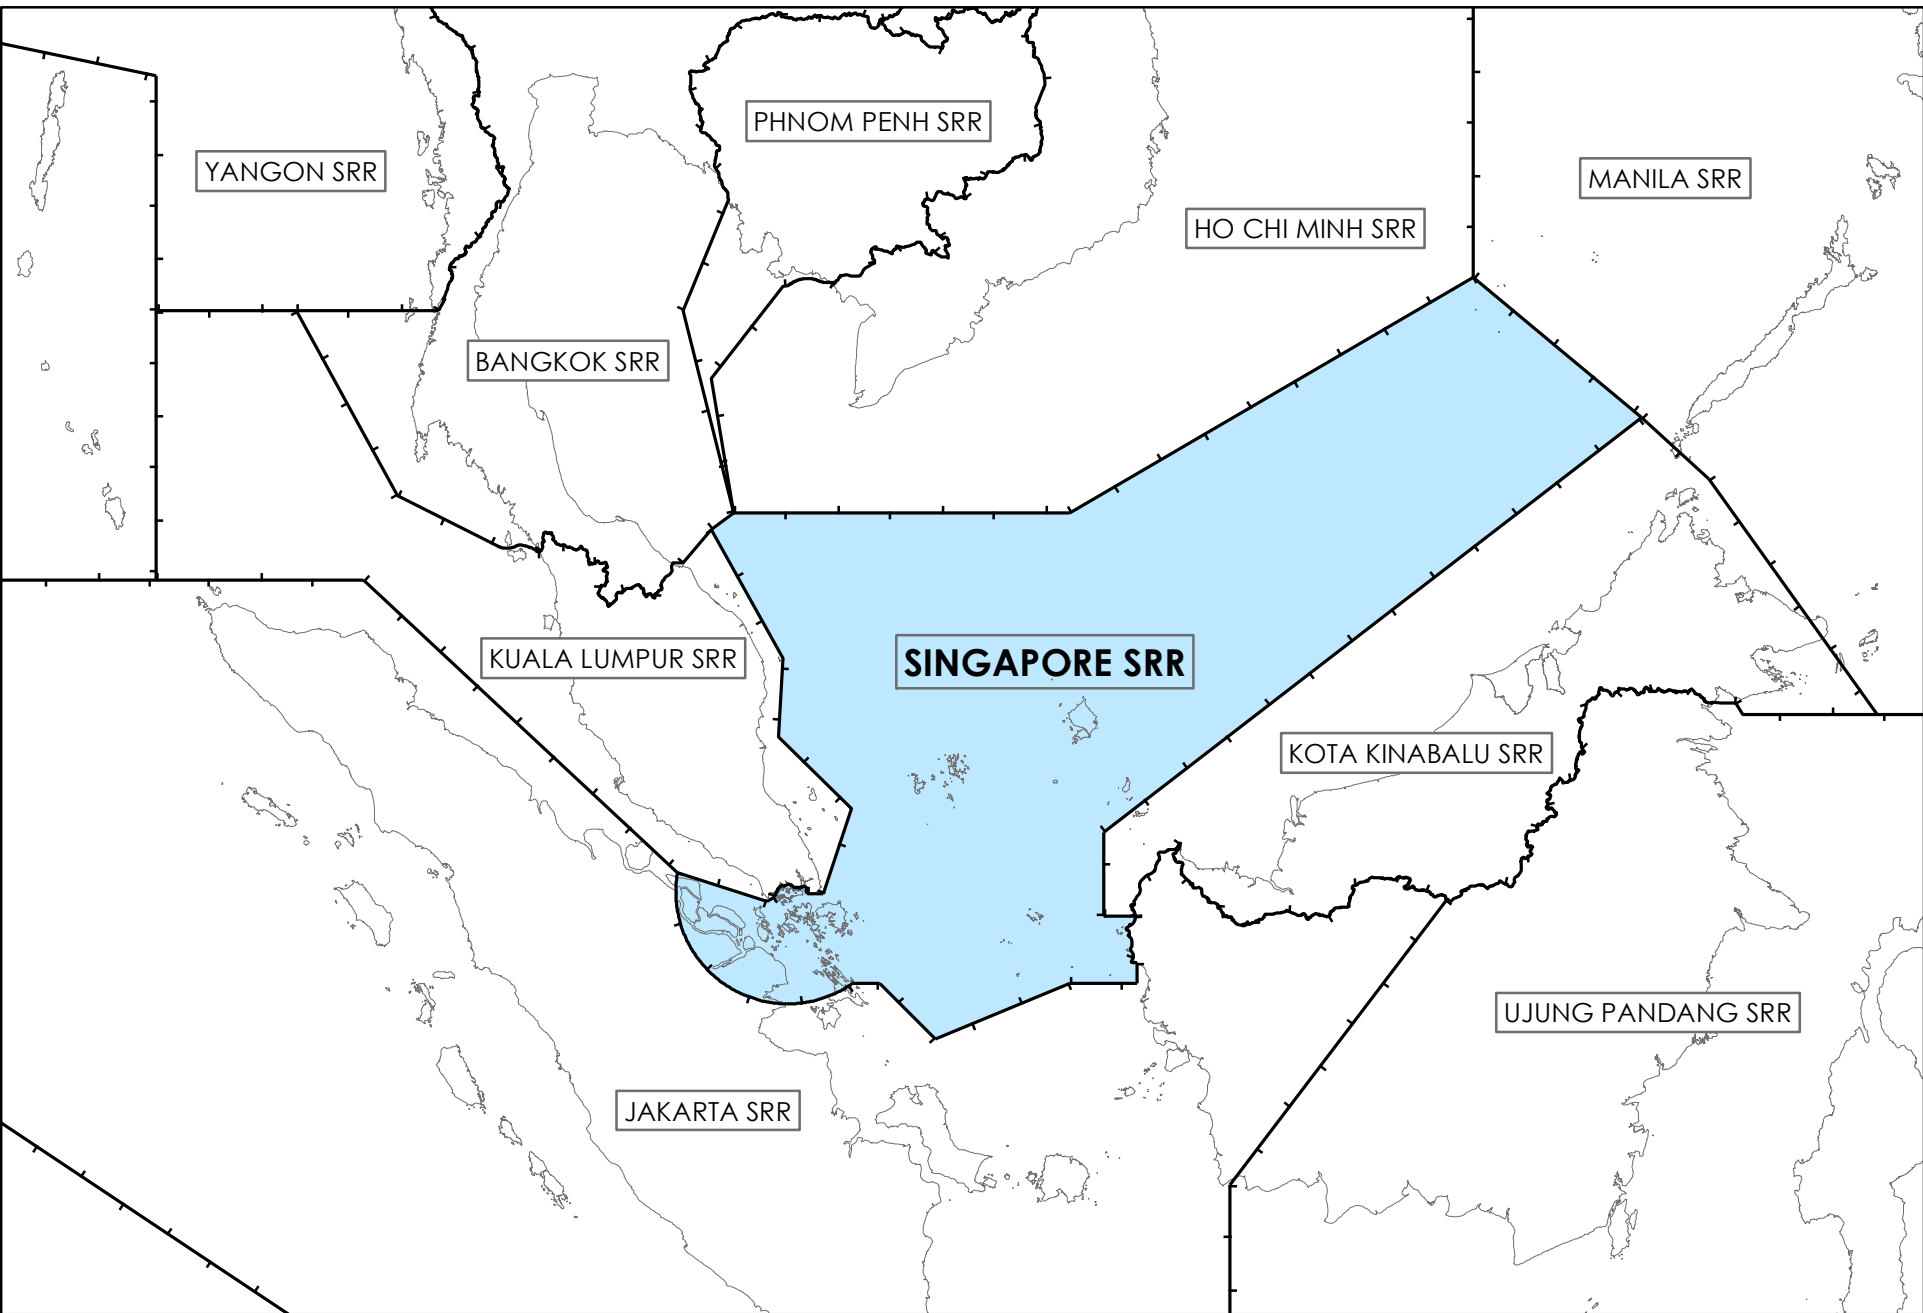 PHNOM PENH SRR
YANGON SRR
MANILA SRR
HO CHI MINH SRR
BANGKOK SRR
KUALA LUMPUR SRR
SINGAPORE SRR
KOTA KINABALU SRR
UJUNG PANDANG SRR
JAKARTA SRR